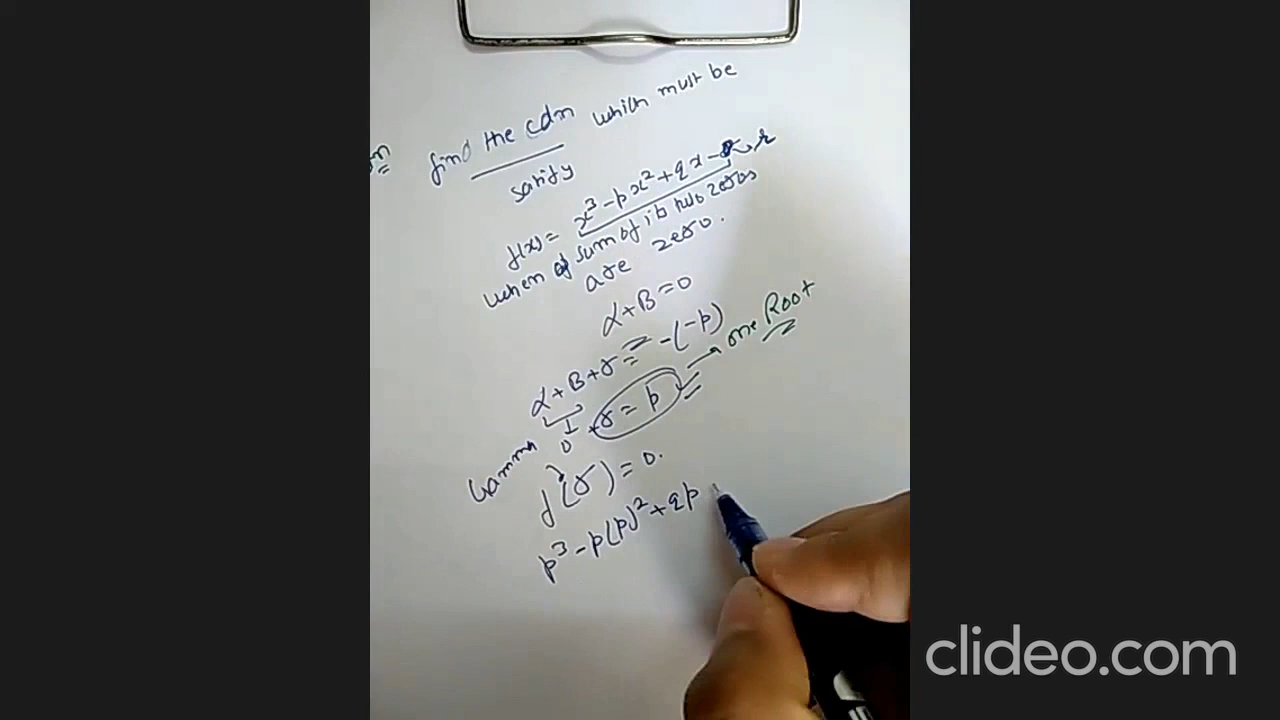 find the cdn which must be
satisfy
f(x) = x³ - px² + qx - r
when of sum of its two zeros
are zero.
α + β = 0
α + β + γ = -(-p)
0 + γ = p → one Root
Gamma
f(γ) = 0.
p³ - p(p)² + qp
clideo.com